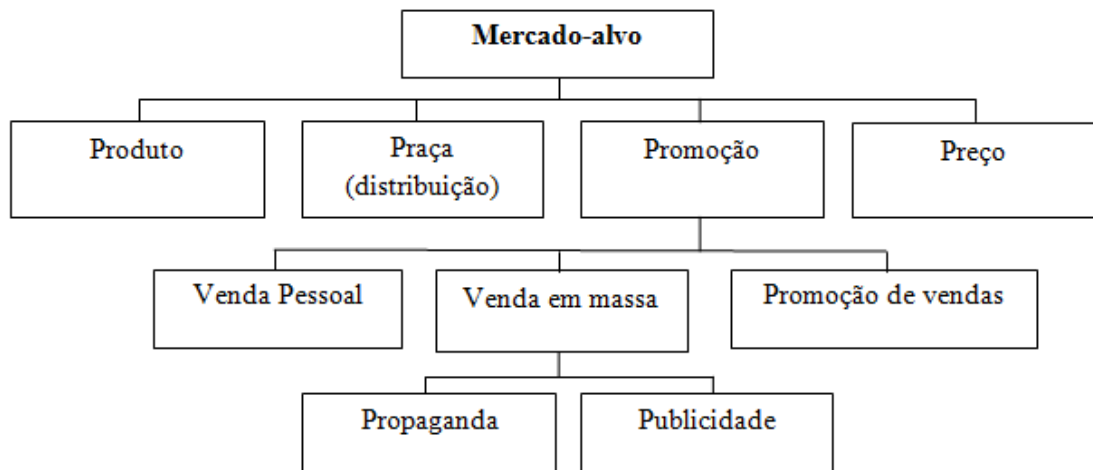 Mercado-alvo
Produto
Praça
(distribuição)
Promoção
Preço
Venda Pessoal
Venda em massa
Promoção de vendas
Propaganda
Publicidade